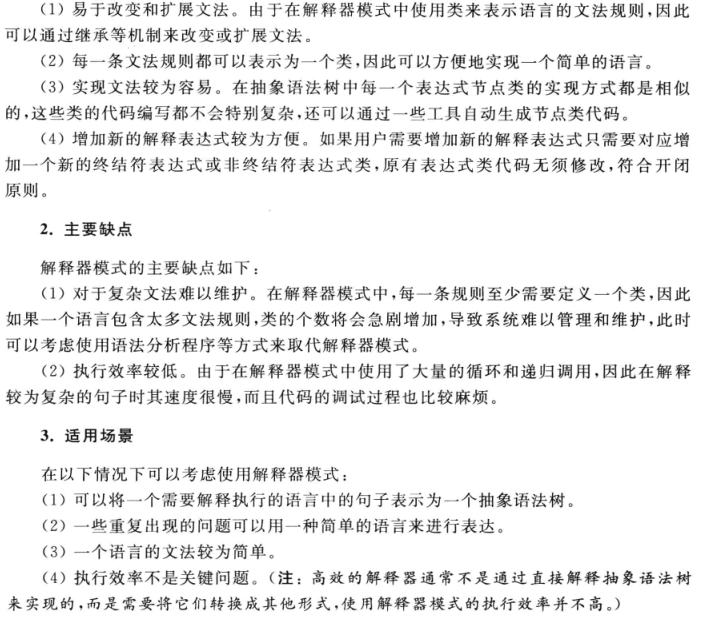 (1) 易于改变和扩展文法。由于在解释器模式中使用类来表示语言的文法规则,因此
可以通过继承等机制来改变或扩展文法。
(2) 每一条文法规则都可以表示为一个类,因此可以方便地实现一个简单的语言。
(3) 实现文法较为容易。在抽象语法树中每一个表达式节点类的实现方式都是相似
的,这些类的代码编写都不会特别复杂,还可以通过一些工具自动生成节点类代码。
(4) 增加新的解释表达式较为方便。如果用户需要增加新的解释表达式只需要对应增
加一个新的终结符表达式或非终结符表达式类,原有表达式类代码无须修改,符合开闭
原则。
2. 主要缺点
解释器模式的主要缺点如下:
(1) 对于复杂文法难以维护。在解释器模式中,每一条规则至少需要定义一个类,因此
如果一个语言包含太多文法规则,类的个数将会急剧增加,导致系统难以管理和维护,此时
可以考虑使用语法分析程序等方式来取代解释器模式。
(2) 执行效率较低。由于在解释器模式中使用了大量的循环和递归调用,因此在解释
较为复杂的句子时其速度很慢,而且代码的调试过程也比较麻烦。
3. 适用场景
在以下情况下可以考虑使用解释器模式:
(1) 可以将一个需要解释执行的语言中的句子表示为一个抽象语法树。
(2) 一些重复出现的问题可以用一种简单的语言来进行表达。
(3) 一个语言的文法较为简单。
(4) 执行效率不是关键问题。(注:高效的解释器通常不是通过直接解释抽象语法树
来实现的,而是需要将它们转换成其他形式,使用解释器模式的执行效率并不高。)